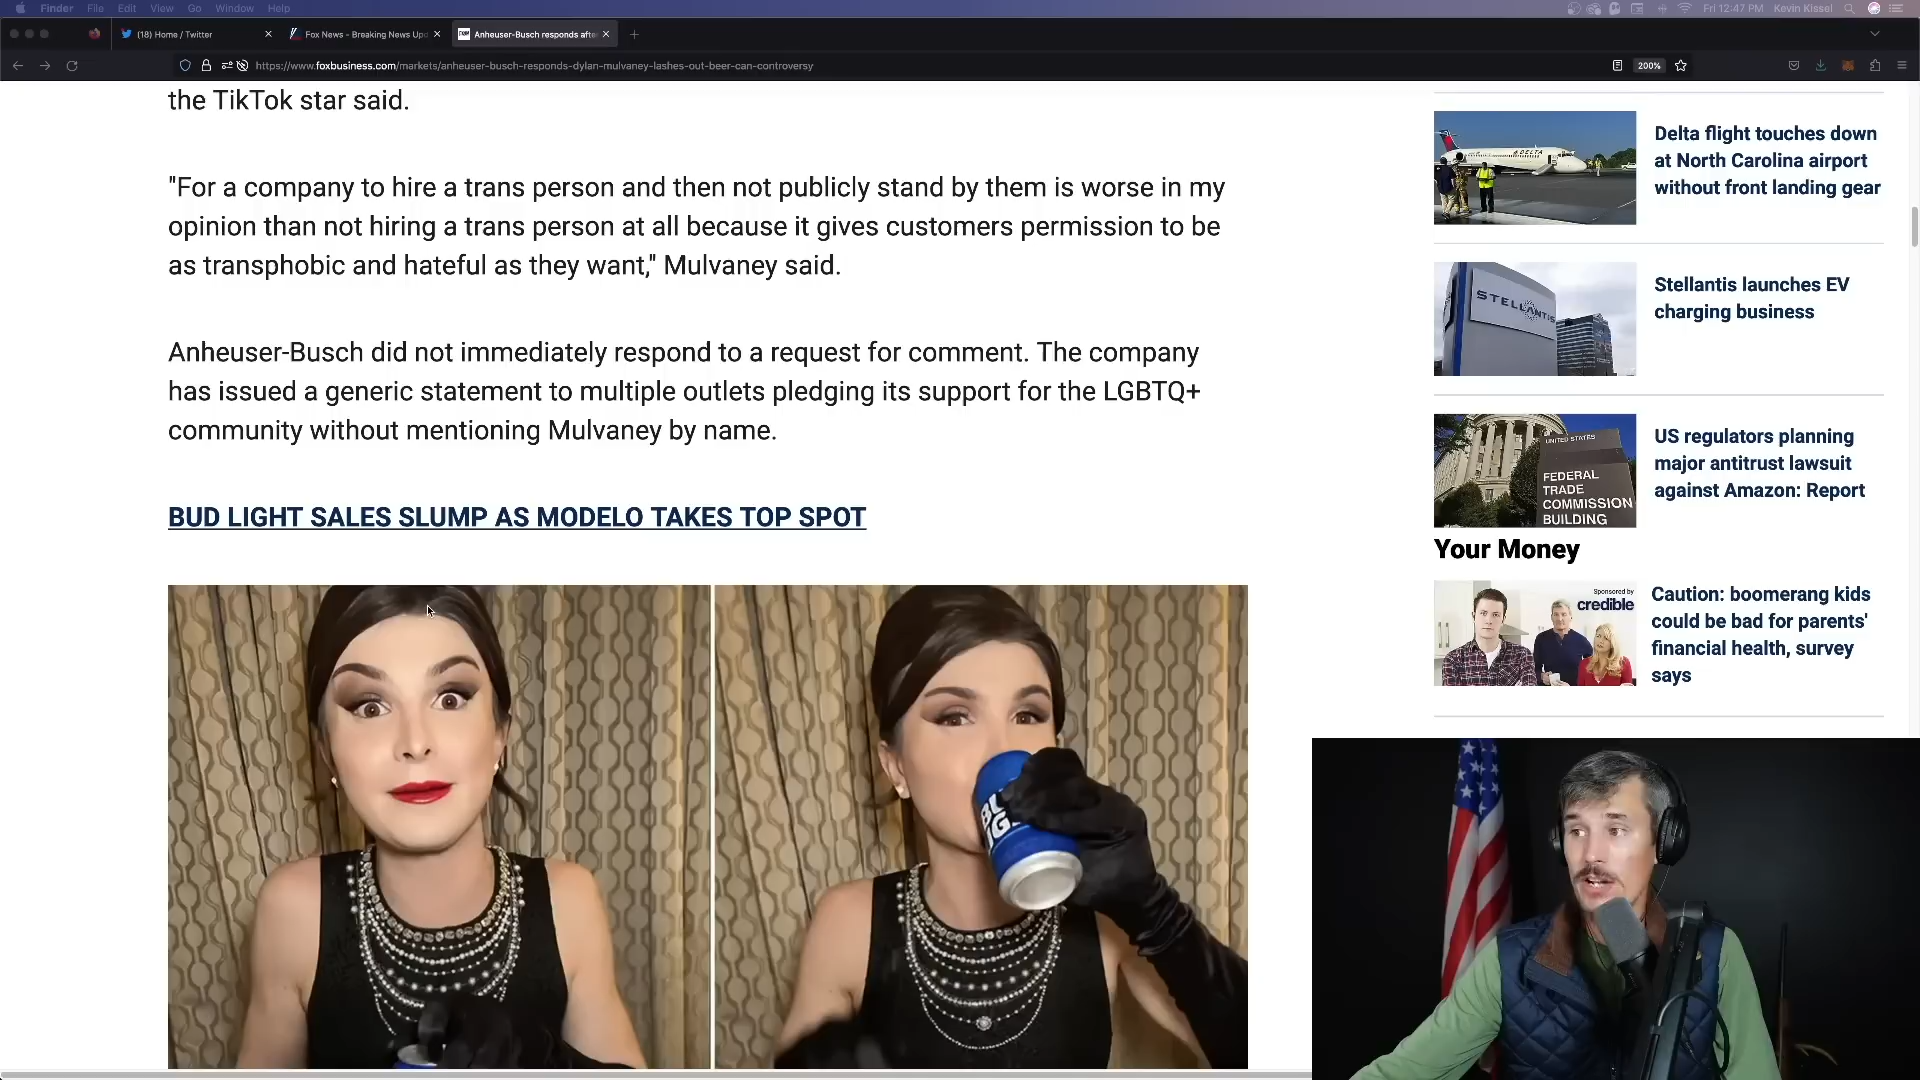 Finder File Edit View Go Window Help
Fri 12:47 PM Kevin Kissel
(18) Home / Twitter
Fox News - Breaking News Upd
Anheuser-Busch responds afte
https://www.foxbusiness.com/markets/anheuser-busch-responds-dylan-mulvaney-lashes-out-beer-can-controversy
200%
the TikTok star said.
"For a company to hire a trans person and then not publicly stand by them is worse in my
opinion than not hiring a trans person at all because it gives customers permission to be
as transphobic and hateful as they want," Mulvaney said.
Anheuser-Busch did not immediately respond to a request for comment. The company
has issued a generic statement to multiple outlets pledging its support for the LGBTQ+
community without mentioning Mulvaney by name.
BUD LIGHT SALES SLUMP AS MODELO TAKES TOP SPOT
DELTA
Delta flight touches down
at North Carolina airport
without front landing gear
STELLANTIS
Stellantis launches EV
charging business
UNITED STATES
FEDERAL
TRADE
COMMISSION
BUILDING
US regulators planning
major antitrust lawsuit
against Amazon: Report
Your Money
Sponsored by
credible
Caution: boomerang kids
could be bad for parents'
financial health, survey
says